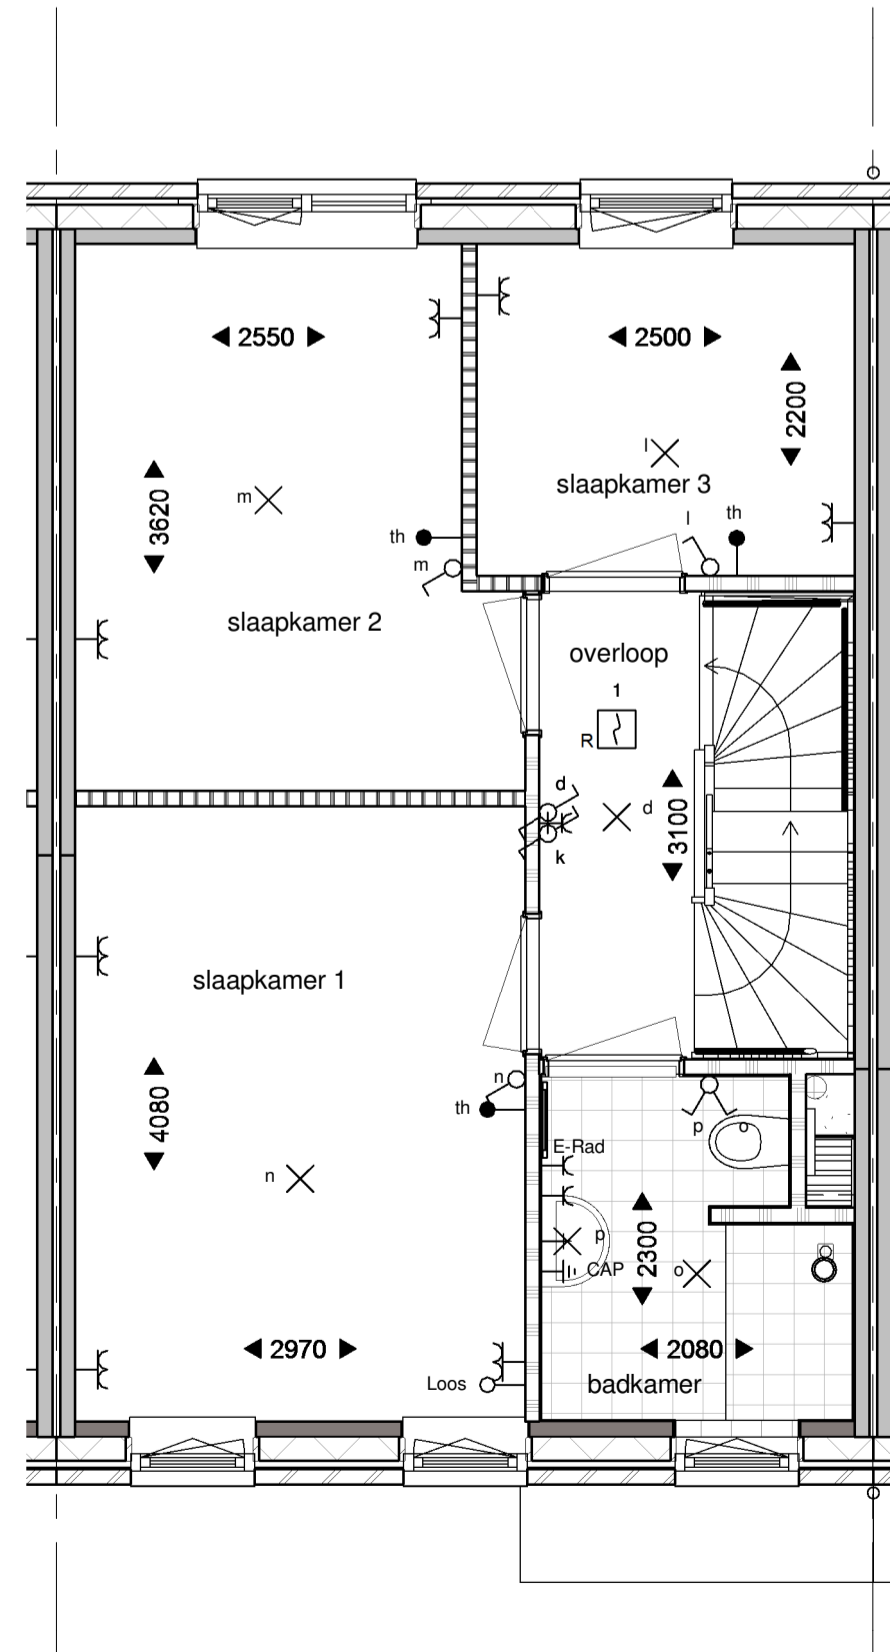 2550
2500
2200
l
m
3620
slaapkamer 3
th
l
th
m
slaapkamer 2
overloop
1
R
d
d
3100
k
slaapkamer 1
n
th
4080
n
p
o
E-Rad
p
2300
CAP
o
2970
2080
Loos
badkamer